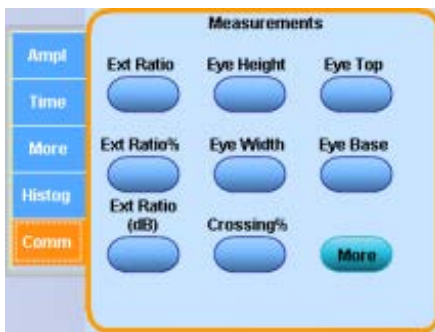 Measurements
Ampl
Time
More
Histog
Comm
Ext Ratio
Eye Height
Eye Top
Ext Ratio%
Eye Width
Eye Base
Ext Ratio
(dB)
Crossing%
More